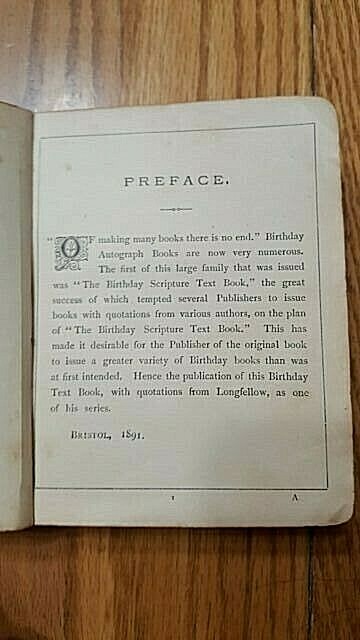 PREFACE.
"OF making many books there is no end." Birthday
Autograph Books are now very numerous.
The first of this large family that was issued
was "The Birthday Scripture Text Book," the great
success of which tempted several Publishers to issue
books with quotations from various authors, on the plan
of "The Birthday Scripture Text Book." This has
made it desirable for the Publisher of the original book
to issue a greater variety of Birthday books than was
at first intended. Hence the publication of this Birthday
Text Book, with quotations from Longfellow, as one
of his series.
BRISTOL, 1891.
1 A